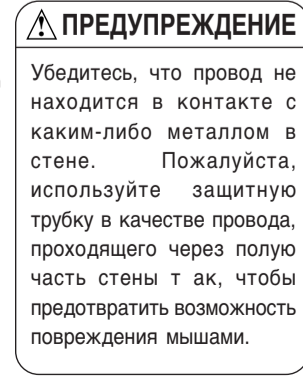 ПРЕДУПРЕЖДЕНИЕ
Убедитесь, что провод не
находится в контакте с
каким-либо металлом в
стене. Пожалуйста,
используйте защитную
трубку в качестве провода,
проходящего через полую
часть стены т ак, чтобы
предотвратить возможность
повреждения мышами.